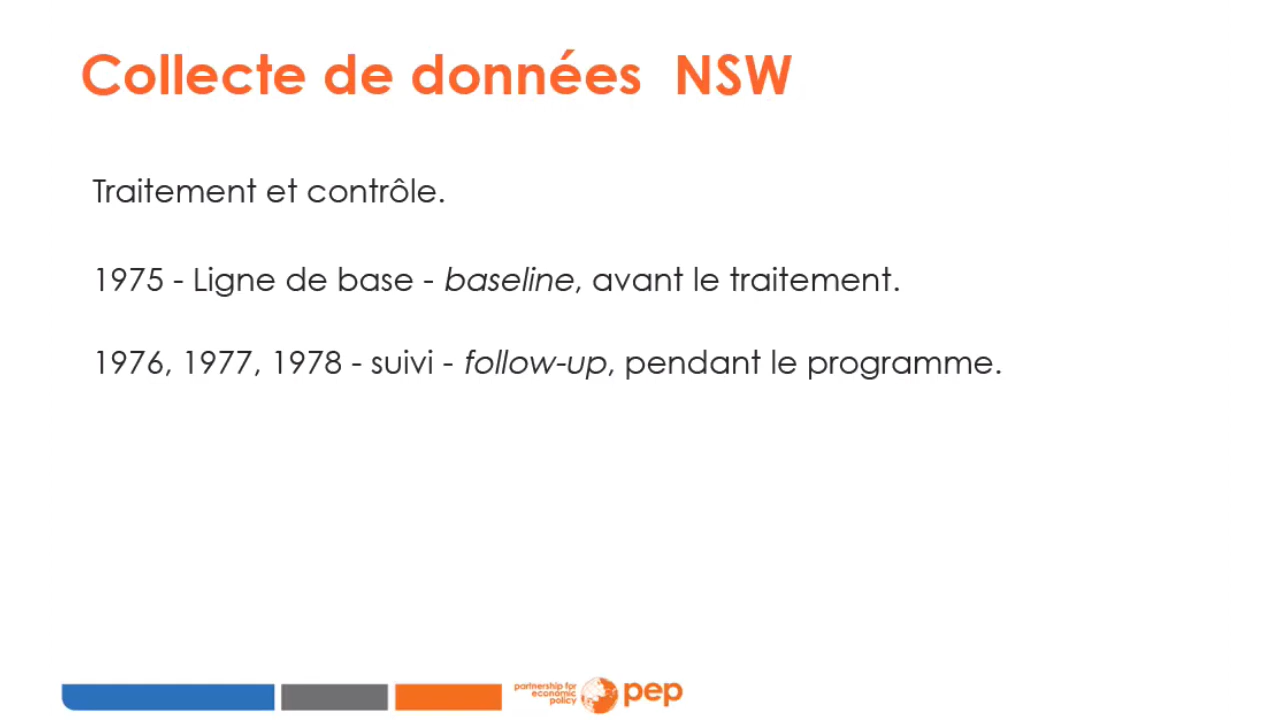 Collecte de données NSW
Traitement et contrôle.
1975 - Ligne de base - baseline, avant le traitement.
1976, 1977, 1978 - suivi - follow-up, pendant le programme.
partnership for
economic
policy
pep